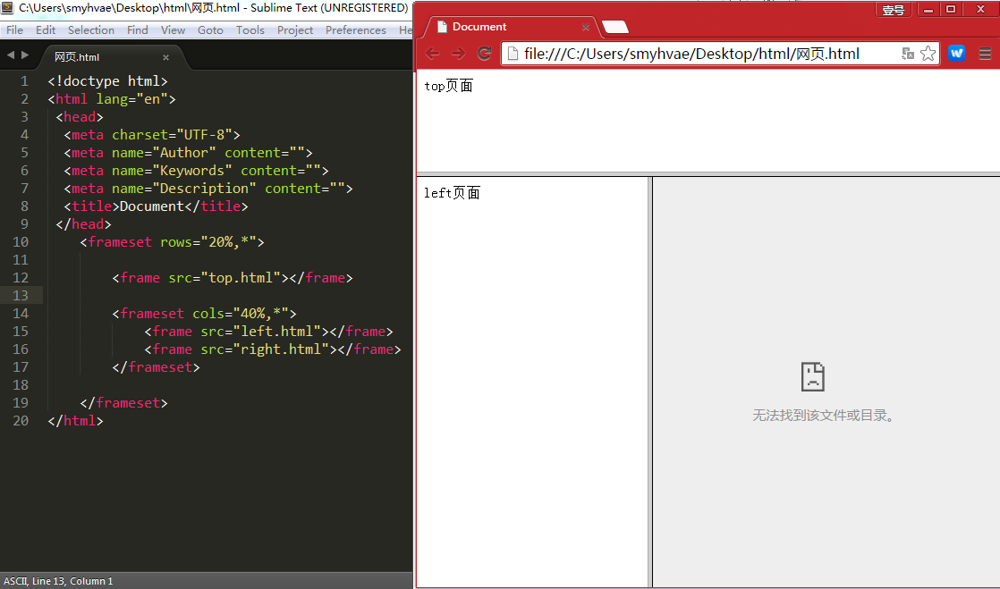 C:\Users\smyhvae\Desktop\html\网页.html - Sublime Text (UNREGISTERED)
File Edit Selection Find View Goto Tools Project Preferences He
网页.html ×
1 <!doctype html>
2 <html lang="en">
3 <head>
4 <meta charset="UTF-8">
5 <meta name="Author" content="">
6 <meta name="Keywords" content="">
7 <meta name="Description" content="">
8 <title>Document</title>
9 </head>
10 <frameset rows="20%,*">
11
12 <frame src="top.html"></frame>
13
14 <frameset cols="40%,*">
15 <frame src="left.html"></frame>
16 <frame src="right.html"></frame>
17 </frameset>
18
19 </frameset>
20 </html>
ASCII, Line 13, Column 1
壹号
Document
file:///C:/Users/smyhvae/Desktop/html/网页.html
W
top页面
left页面
无法找到该文件或目录。